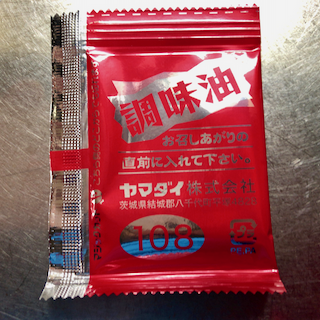 調味油
お召しあがりの
直前に入れて下さい。
ヤマダイ株式会社
茨城県結城郡八千代町
108